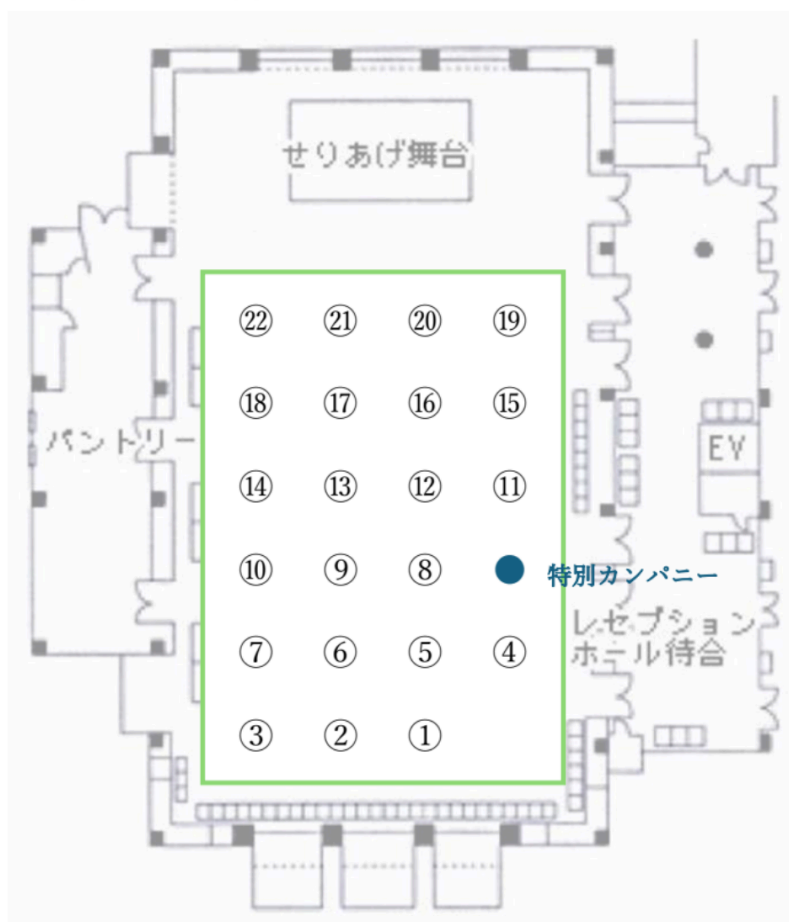 せりあげ舞台
㉒ ㉑ ⑳ ⑲
⑱ ⑰ ⑯ ⑮
パントリー
EV
⑭ ⑬ ⑫ ⑪
⑩ ⑨ ⑧ ● 特別カンパニー
レセプション
ホール待合
⑦ ⑥ ⑤ ④
③ ② ①